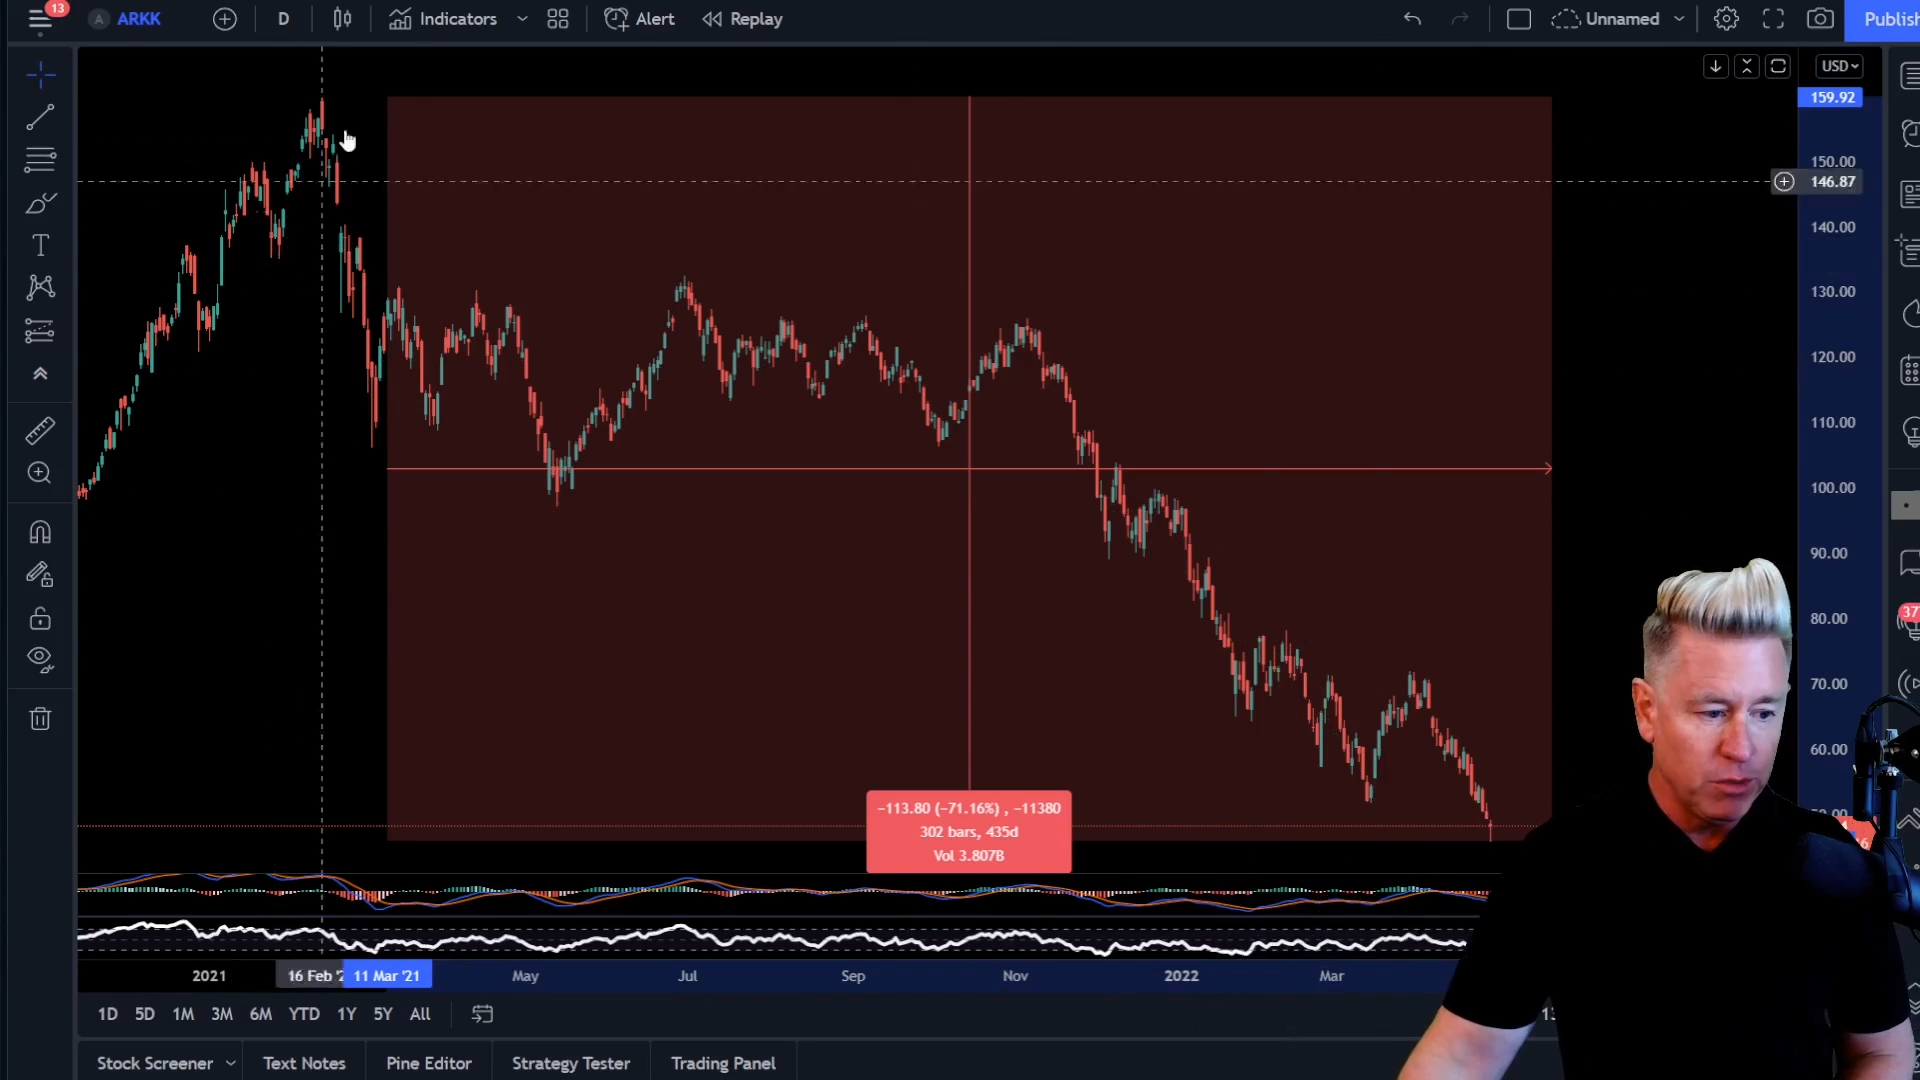 13
A ARKK
D
Indicators
Alert
Replay
Unnamed
Publish
USD
159.92
150.00
146.87
140.00
130.00
120.00
110.00
100.00
90.00
80.00
70.00
60.00
T
−113.80 (−71.16%) , −11380
302 bars, 435d
Vol 3.807B
2021
16 Feb '2
11 Mar '21
May
Jul
Sep
Nov
2022
Mar
1D 5D 1M 3M 6M YTD 1Y 5Y All
Stock Screener
Text Notes
Pine Editor
Strategy Tester
Trading Panel